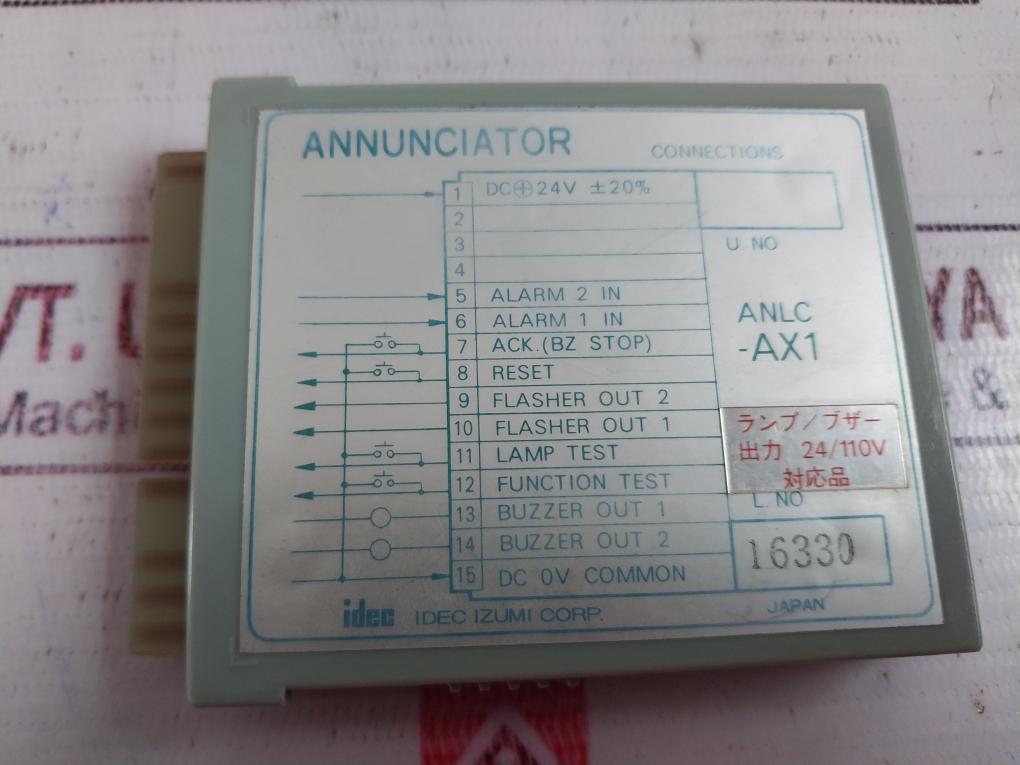 ANNUNCIATOR
CONNECTIONS
1 DC⊕24V ±20%
2
3
4
5 ALARM 2 IN
6 ALARM 1 IN
7 ACK.(BZ STOP)
8 RESET
9 FLASHER OUT 2
10 FLASHER OUT 1
11 LAMP TEST
12 FUNCTION TEST
13 BUZZER OUT 1
14 BUZZER OUT 2
15 DC 0V COMMON
U. NO
ANLC
-AX1
ランプ/ブザー
出力 24/110V
対応品
L. NO
16330
idec IDEC IZUMI CORP.
JAPAN
VT. U
YA
Machi
&